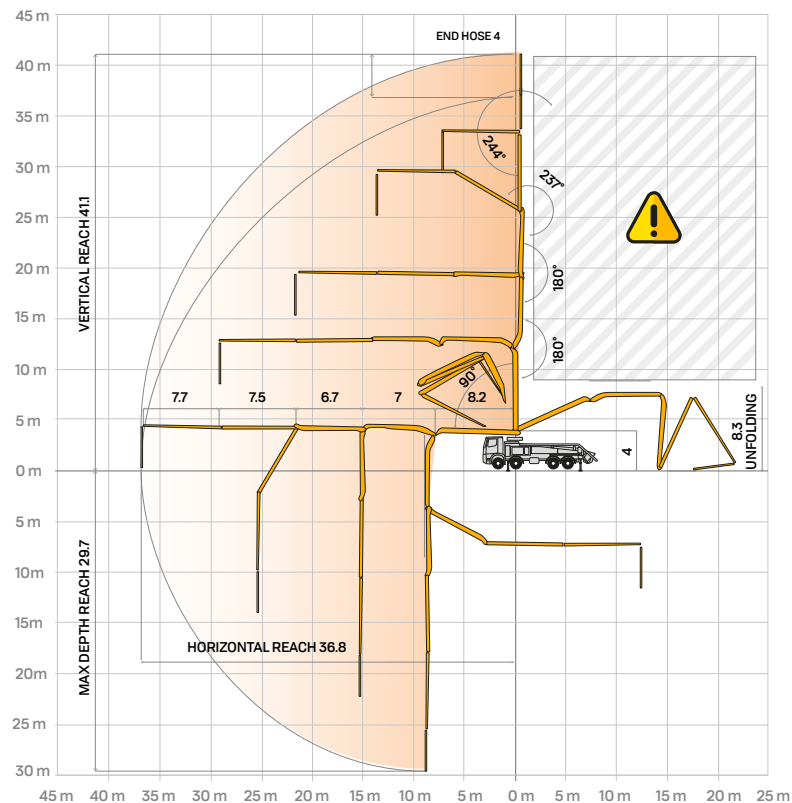 45 m
END HOSE 4
40 m
35 m
244°
30 m
237°
25 m
VERTICAL REACH 41.1
20 m
180°
15 m
180°
10 m
90°
7.7 7.5 6.7 7 8.2
5 m
8.3
UNFOLDING
4
0 m
5 m
10 m
MAX DEPTH REACH 29.7
15 m
HORIZONTAL REACH 36.8
20 m
25 m
30 m
45 m 40 m 35 m 30 m 25 m 20 m 15 m 10 m 5 m 0 m 5 m 10 m 15 m 20 m 25 m